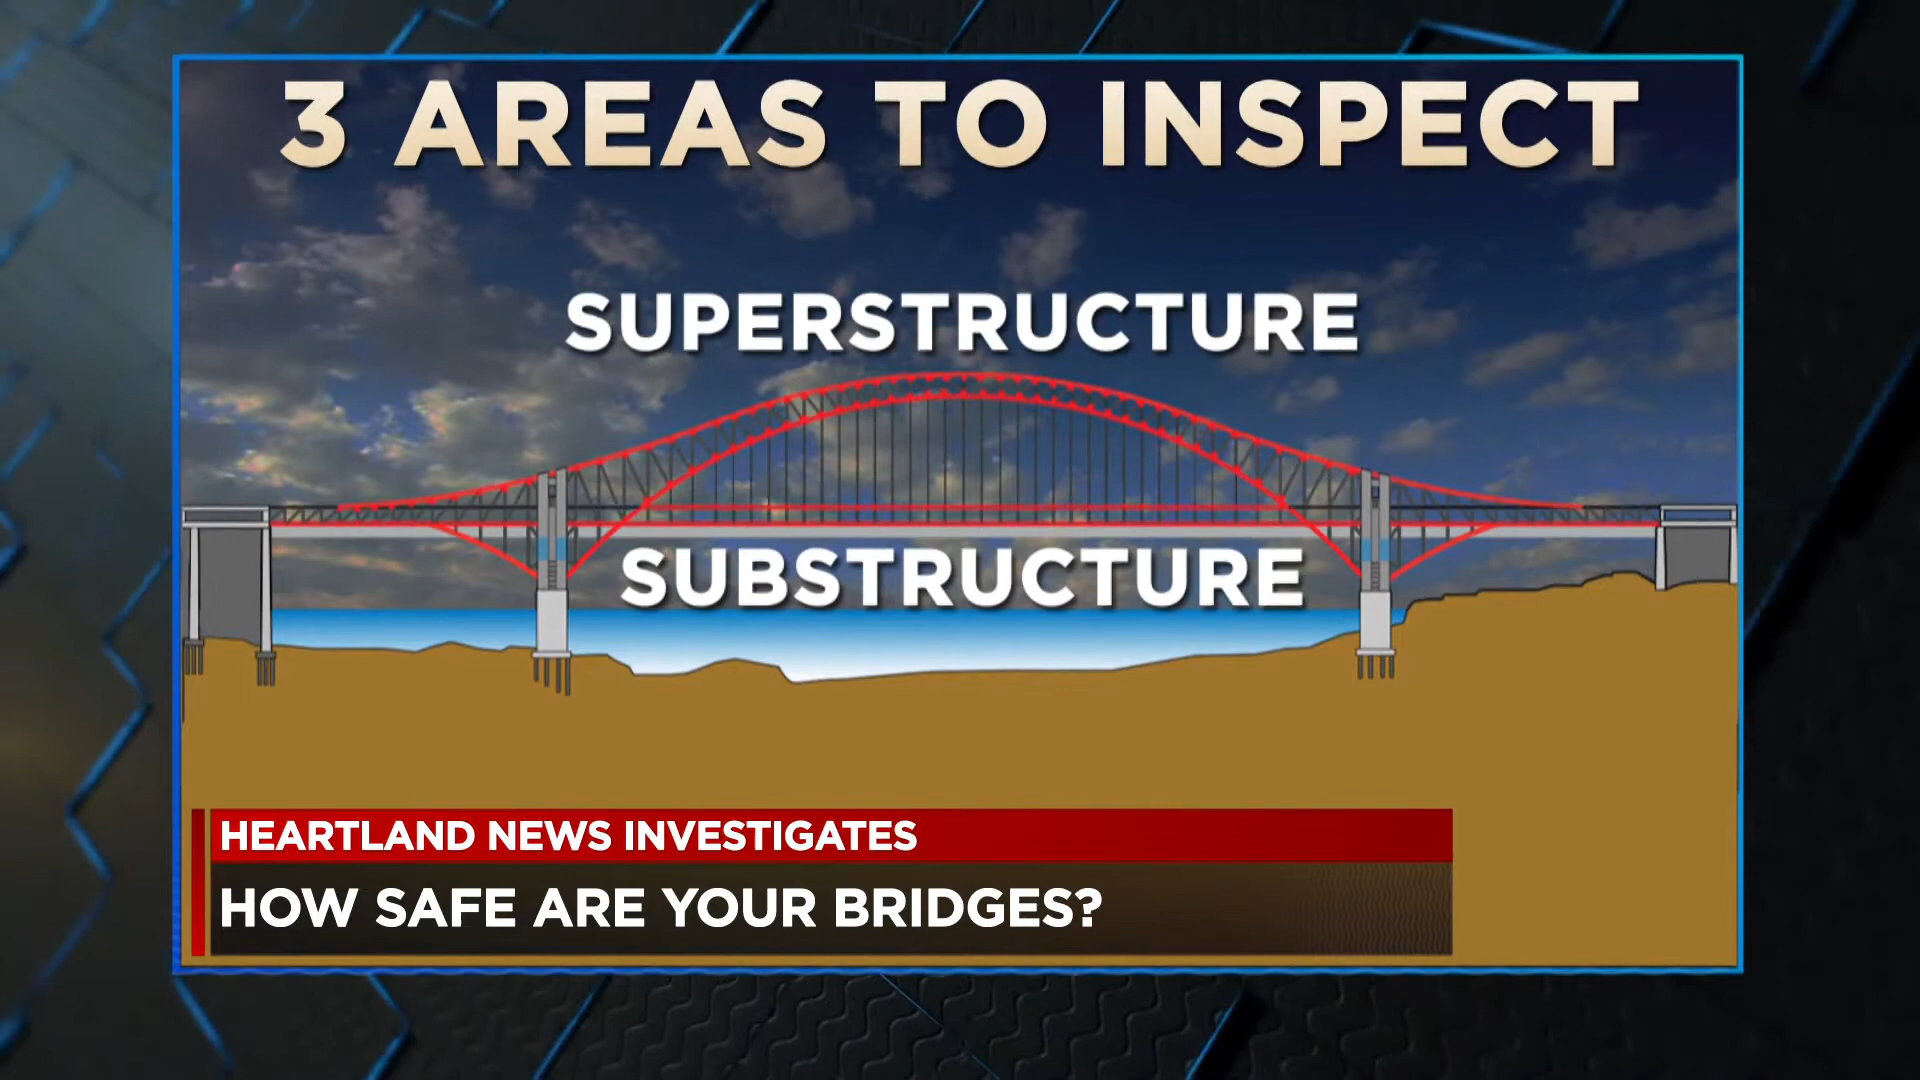 3 AREAS TO INSPECT
SUPERSTRUCTURE
SUBSTRUCTURE
HEARTLAND NEWS INVESTIGATES
HOW SAFE ARE YOUR BRIDGES?